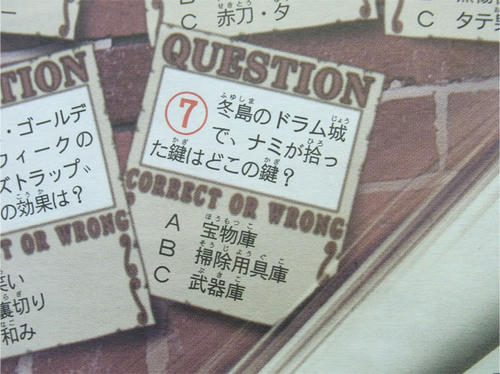 C 赤刀・タ
C タテ
QUESTION
⑦ 冬島のドラム城
で、ナミが拾っ
た鍵はどこの鍵？
CORRECT OR WRONG
A 宝物庫
B 掃除用具庫
C 武器庫
TION
・ゴールデ
フィークの
ズトラップ〟
の効果は？
T OR WRONG
笑い
裏切り
和み